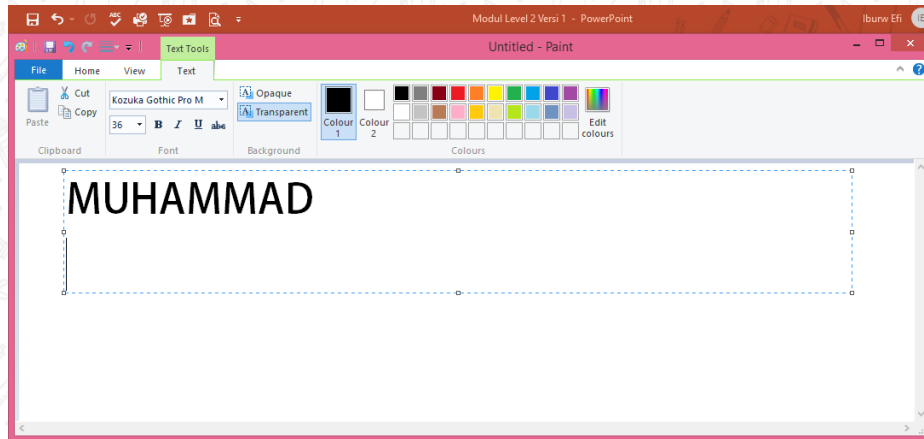 Modul Level 2 Versi 1 - PowerPoint
Iburw Efi
IE
Text Tools
Untitled - Paint
File Home View Text
Paste
Cut
Copy
Clipboard
Kozuka Gothic Pro M
36 B I U abc
Font
Opaque
Transparent
Background
Colour 1
Colour 2
Edit colours
Colours
MUHAMMAD